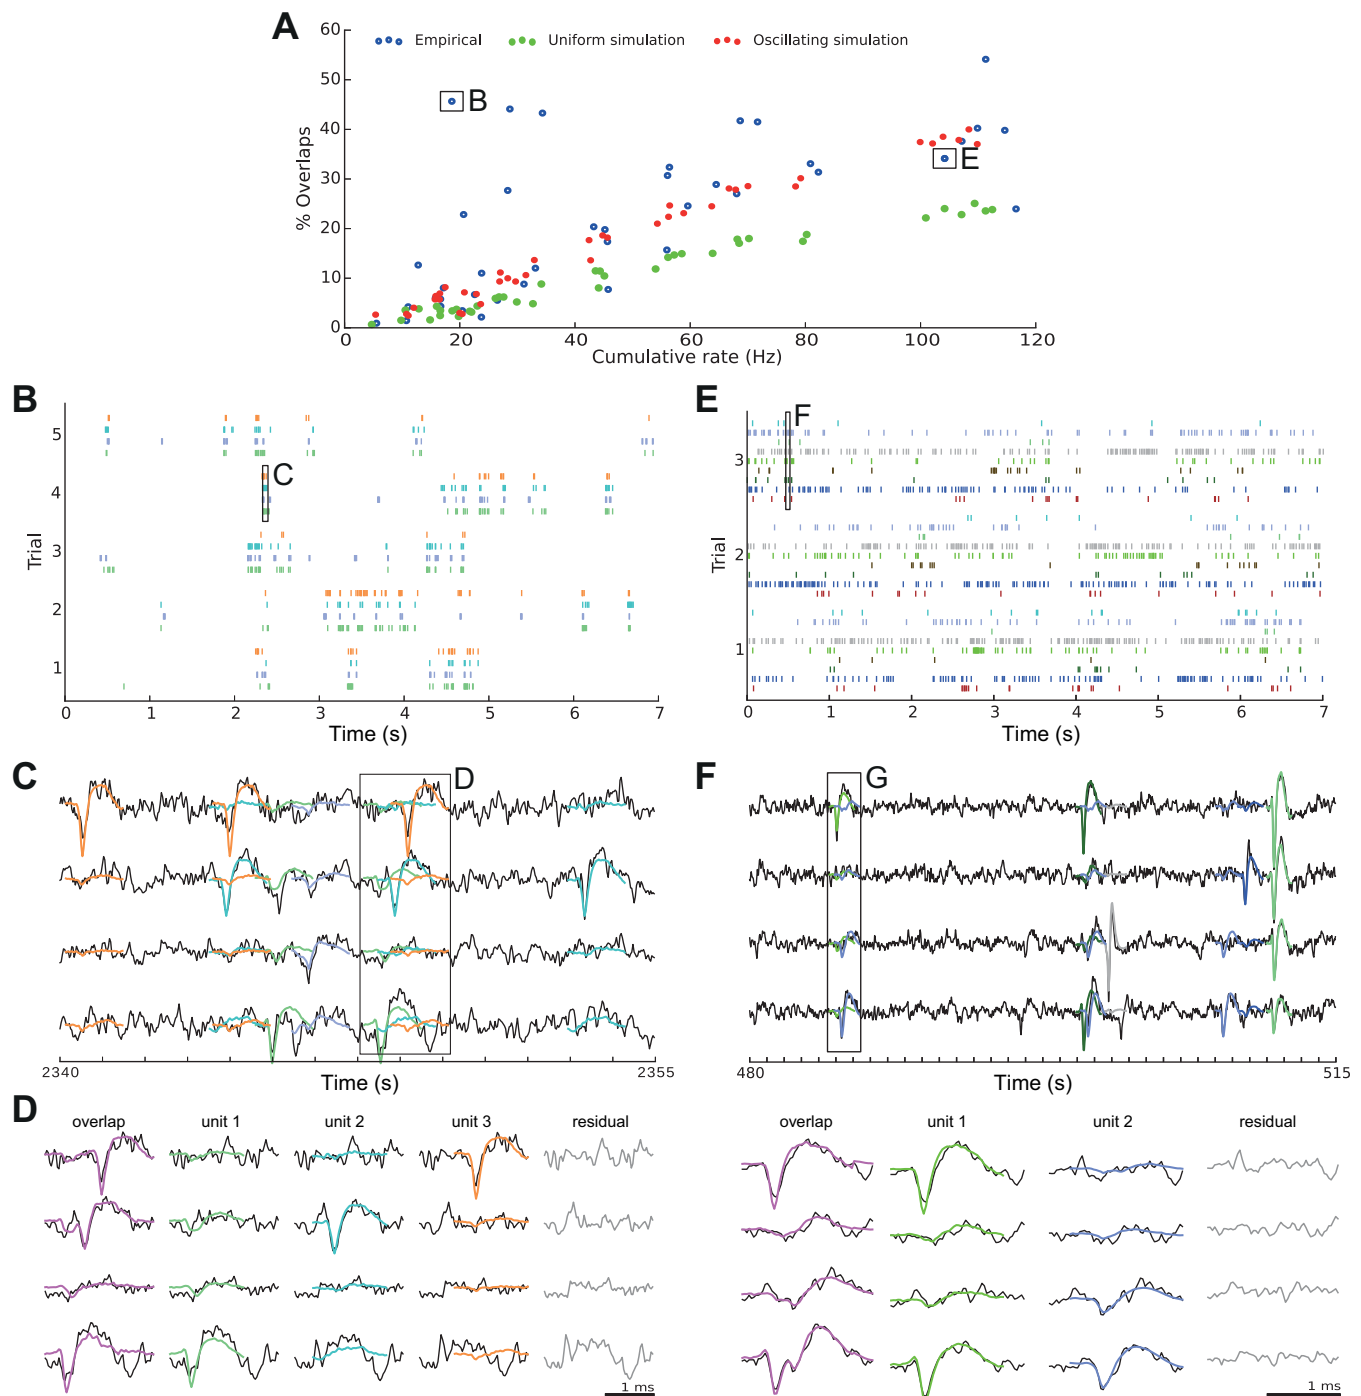 A
60
50
40
30
20
10
0
% Overlaps
Empirical
Uniform simulation
Oscillating simulation
B
E
0 20 40 60 80 100 120
Cumulative rate (Hz)
B
5
4
3
2
1
Trial
C
0 1 2 3 4 5 6 7
Time (s)
E
F
3
2
1
Trial
0 1 2 3 4 5 6 7
Time (s)
C
D
2340 2355
Time (s)
F
G
480 515
Time (s)
D
overlap unit 1 unit 2 unit 3 residual
1 ms
overlap unit 1 unit 2 residual
1 ms